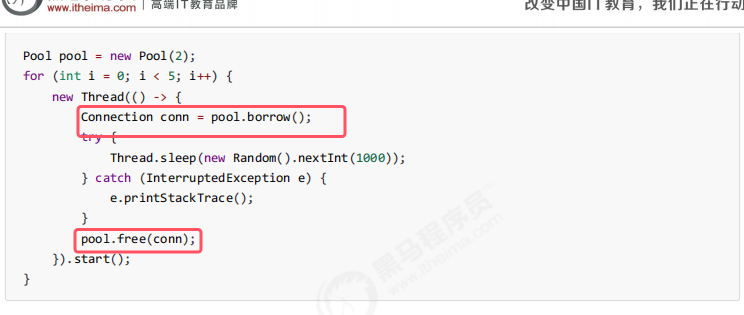 www.itheima.com 高端IT教育品牌 改变中国IT教育，我们正在行动
Pool pool = new Pool(2);
for (int i = 0; i < 5; i++) {
new Thread(() -> {
Connection conn = pool.borrow();
try {
Thread.sleep(new Random().nextInt(1000));
} catch (InterruptedException e) {
e.printStackTrace();
}
pool.free(conn);
}).start();
}
黑马程序员
www.itheima.com